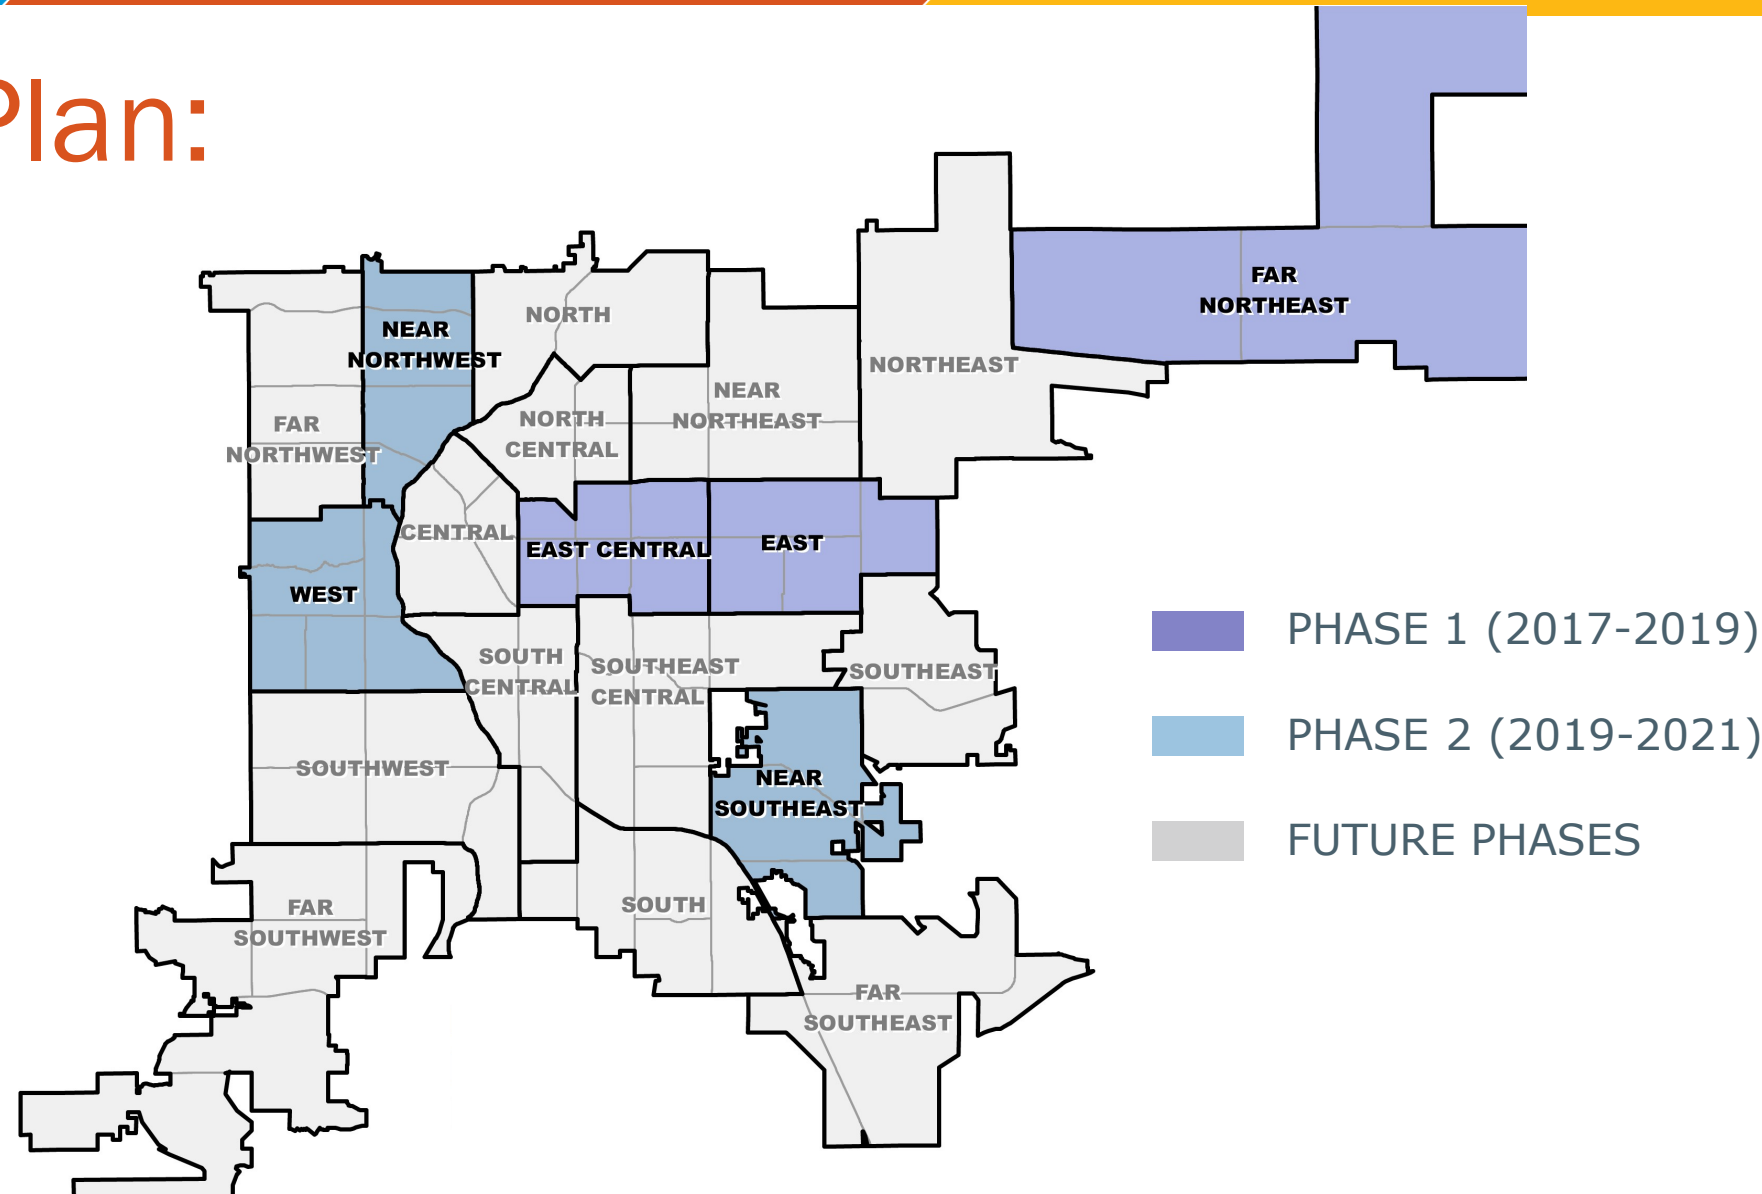 Plan:
FAR
NORTHEAST
NORTH
NEAR
NORTHWEST
NORTHEAST
NEAR
NORTHEAST
NORTH
CENTRAL
FAR
NORTHWEST
CENTRAL
EAST CENTRAL
EAST
WEST
SOUTH
CENTRAL
SOUTHEAST
CENTRAL
SOUTHEAST
SOUTHWEST
NEAR
SOUTHEAST
FAR
SOUTHWEST
SOUTH
FAR
SOUTHEAST
PHASE 1 (2017-2019)
PHASE 2 (2019-2021)
FUTURE PHASES